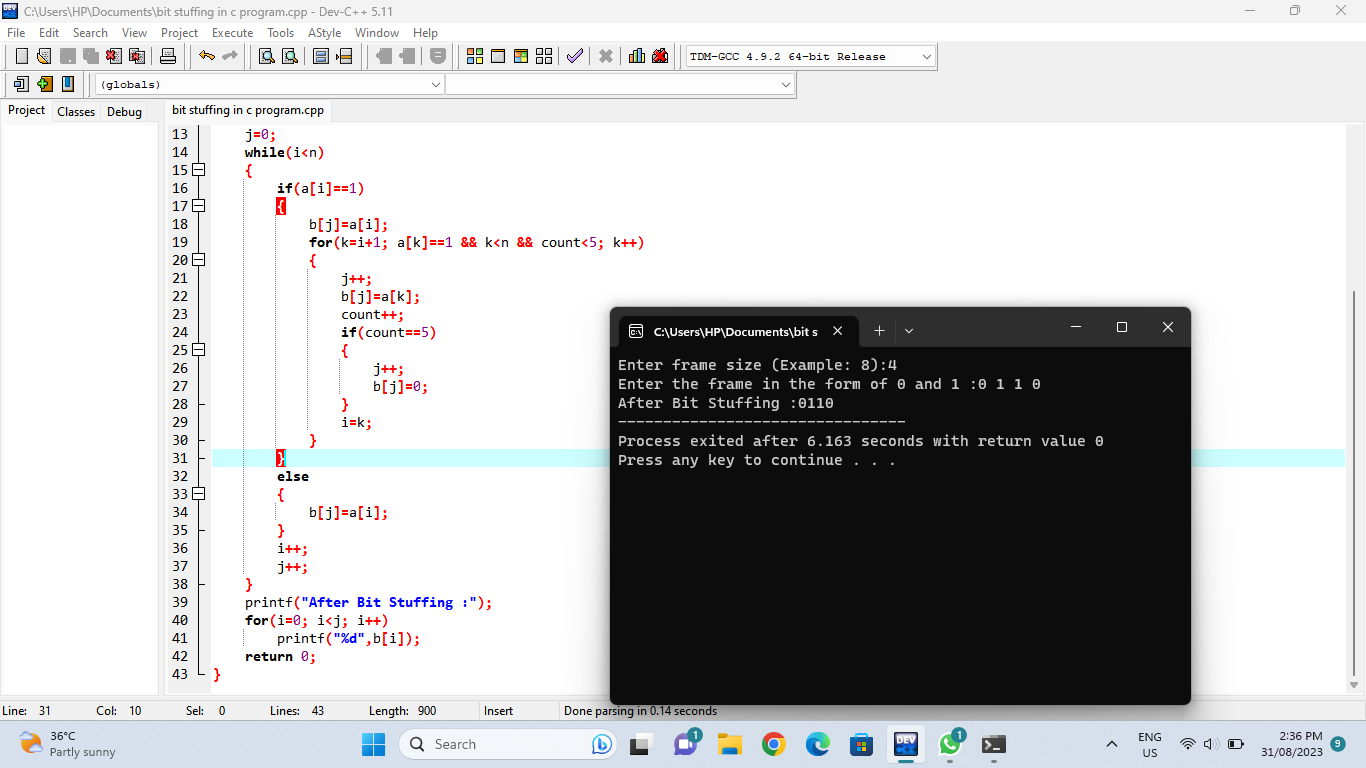 C:\Users\HP\Documents\bit stuffing in c program.cpp - Dev-C++ 5.11
File Edit Search View Project Execute Tools AStyle Window Help
TDM-GCC 4.9.2 64-bit Release
(globals)
Project Classes Debug
bit stuffing in c program.cpp
13 j=0;
14 while(i<n)
15 {
16 if(a[i]==1)
17 {
18 b[j]=a[i];
19 for(k=i+1; a[k]==1 && k<n && count<5; k++)
20 {
21 j++;
22 b[j]=a[k];
23 count++;
24 if(count==5)
25 {
26 j++;
27 b[j]=0;
28 }
29 i=k;
30 }
31 }
32 else
33 {
34 b[j]=a[i];
35 }
36 i++;
37 j++;
38 }
39 printf("After Bit Stuffing :");
40 for(i=0; i<j; i++)
41 printf("%d",b[i]);
42 return 0;
43 }
C:\Users\HP\Documents\bit s
Enter frame size (Example: 8):4
Enter the frame in the form of 0 and 1 :0 1 1 0
After Bit Stuffing :0110
--------------------------------
Process exited after 6.163 seconds with return value 0
Press any key to continue . . .
Line: 31 Col: 10 Sel: 0 Lines: 43 Length: 900 Insert Done parsing in 0.14 seconds
36°C
Partly sunny
Search
1
DEV
1
ENG
US
2:36 PM
31/08/2023
9